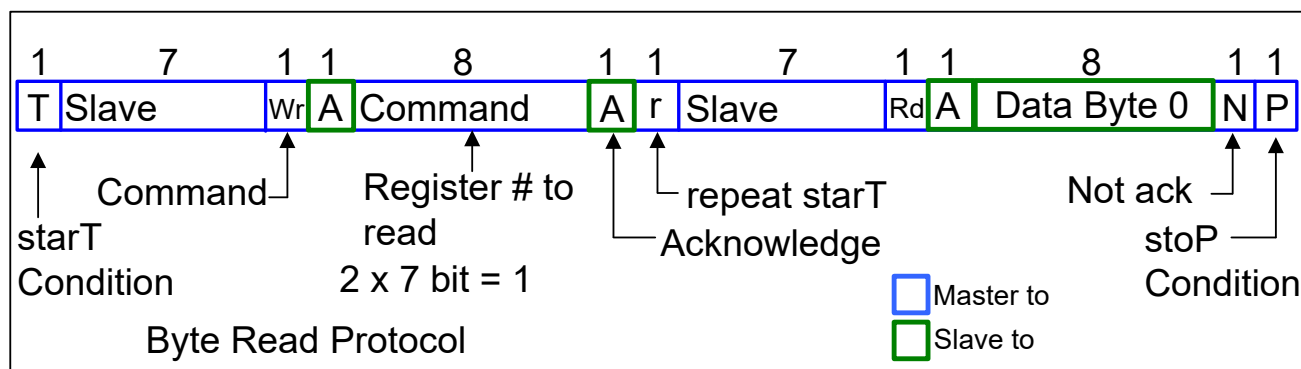 1 7 1 1 8 1 1 7 1 1 8 1 1
T Slave Wr A Command A r Slave Rd A Data Byte 0 N P
Command
Register # to
read
2 x 7 bit = 1
repeat starT
Acknowledge
Not ack
starT
Condition
stoP
Condition
Master to
Slave to
Byte Read Protocol